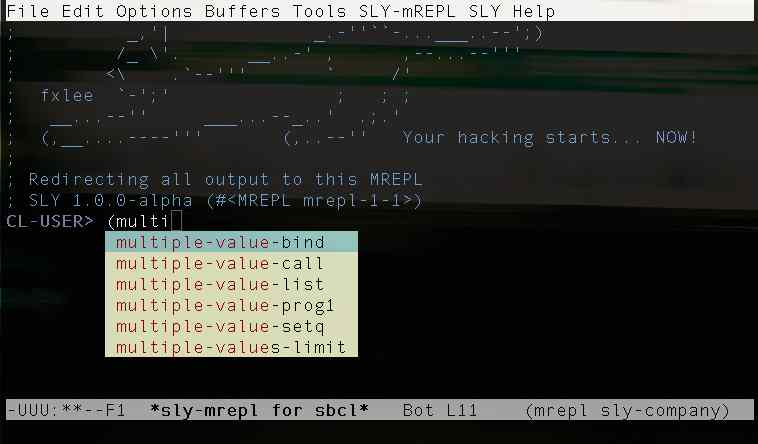 File Edit Options Buffers Tools SLY-mREPL SLY Help
;          _,'|             _.-''``-...___..--';)
;         /_ \'.      __..-' ,      ,--...--'''
;        <\    .`--'''       `     /'
;   fxlee  `-';'               ;   ; ;
;    __...--''     ___...--_..'  .;.'
;   (,__....----'''       (,..--''   Your hacking starts... NOW!
;
; Redirecting all output to this MREPL
; SLY 1.0.0-alpha (#<MREPL mrepl-1-1>)
CL-USER> (multi
multiple-value-bind
multiple-value-call
multiple-value-list
multiple-value-prog1
multiple-value-setq
multiple-values-limit
-UUU:**--F1  *sly-mrepl for sbcl*   Bot L11    (mrepl sly-company)